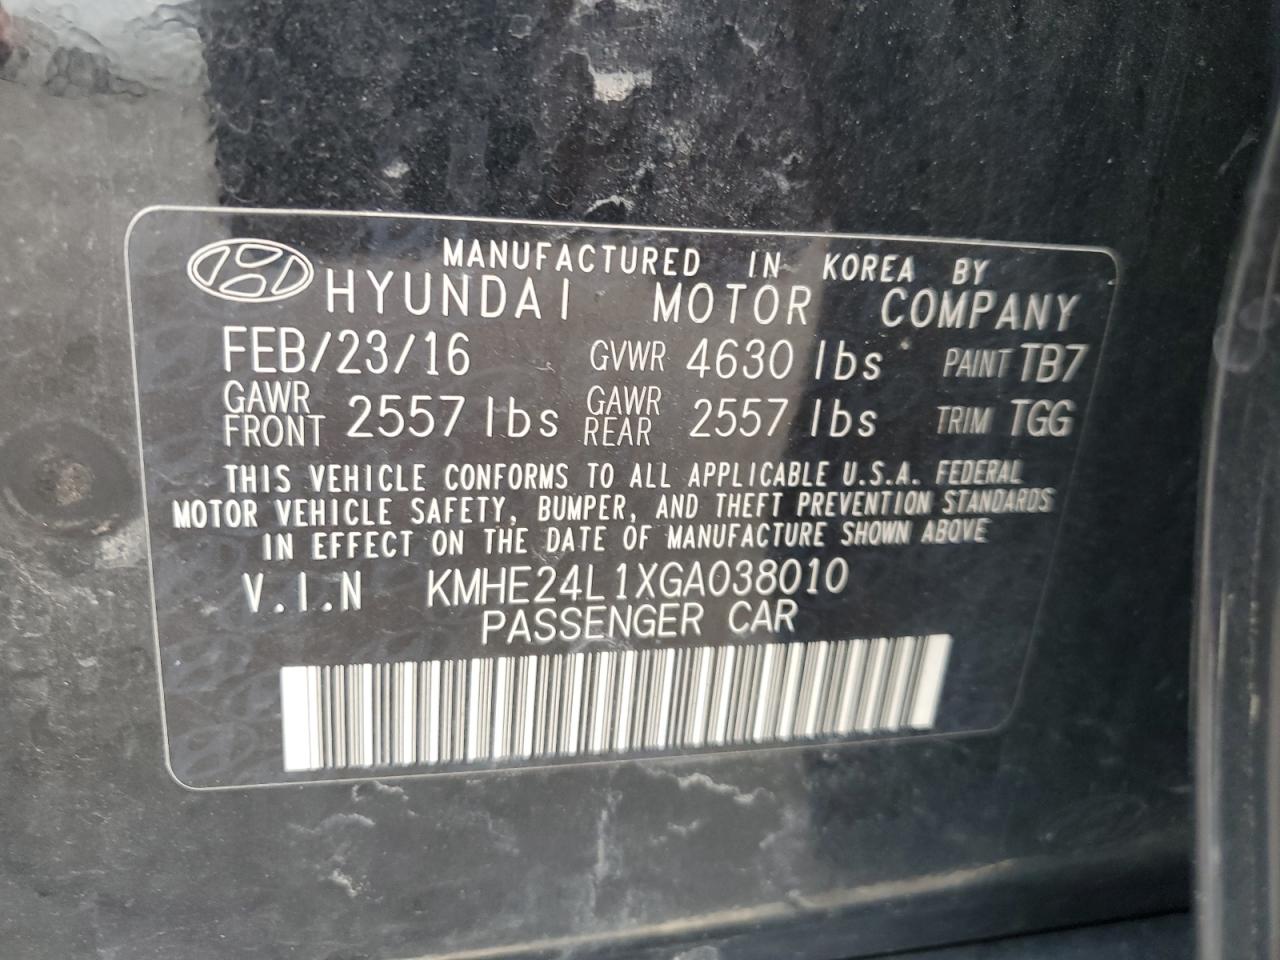 MANUFACTURED IN KOREA BY
HYUNDAI MOTOR COMPANY
FEB/23/16 GVWR 4630 lbs PAINT TB7
GAWR FRONT 2557 lbs GAWR REAR 2557 lbs TRIM TGG
THIS VEHICLE CONFORMS TO ALL APPLICABLE U.S.A. FEDERAL
MOTOR VEHICLE SAFETY, BUMPER, AND THEFT PREVENTION STANDARDS
IN EFFECT ON THE DATE OF MANUFACTURE SHOWN ABOVE
V.I.N KMHE24L1XGA038010
PASSENGER CAR